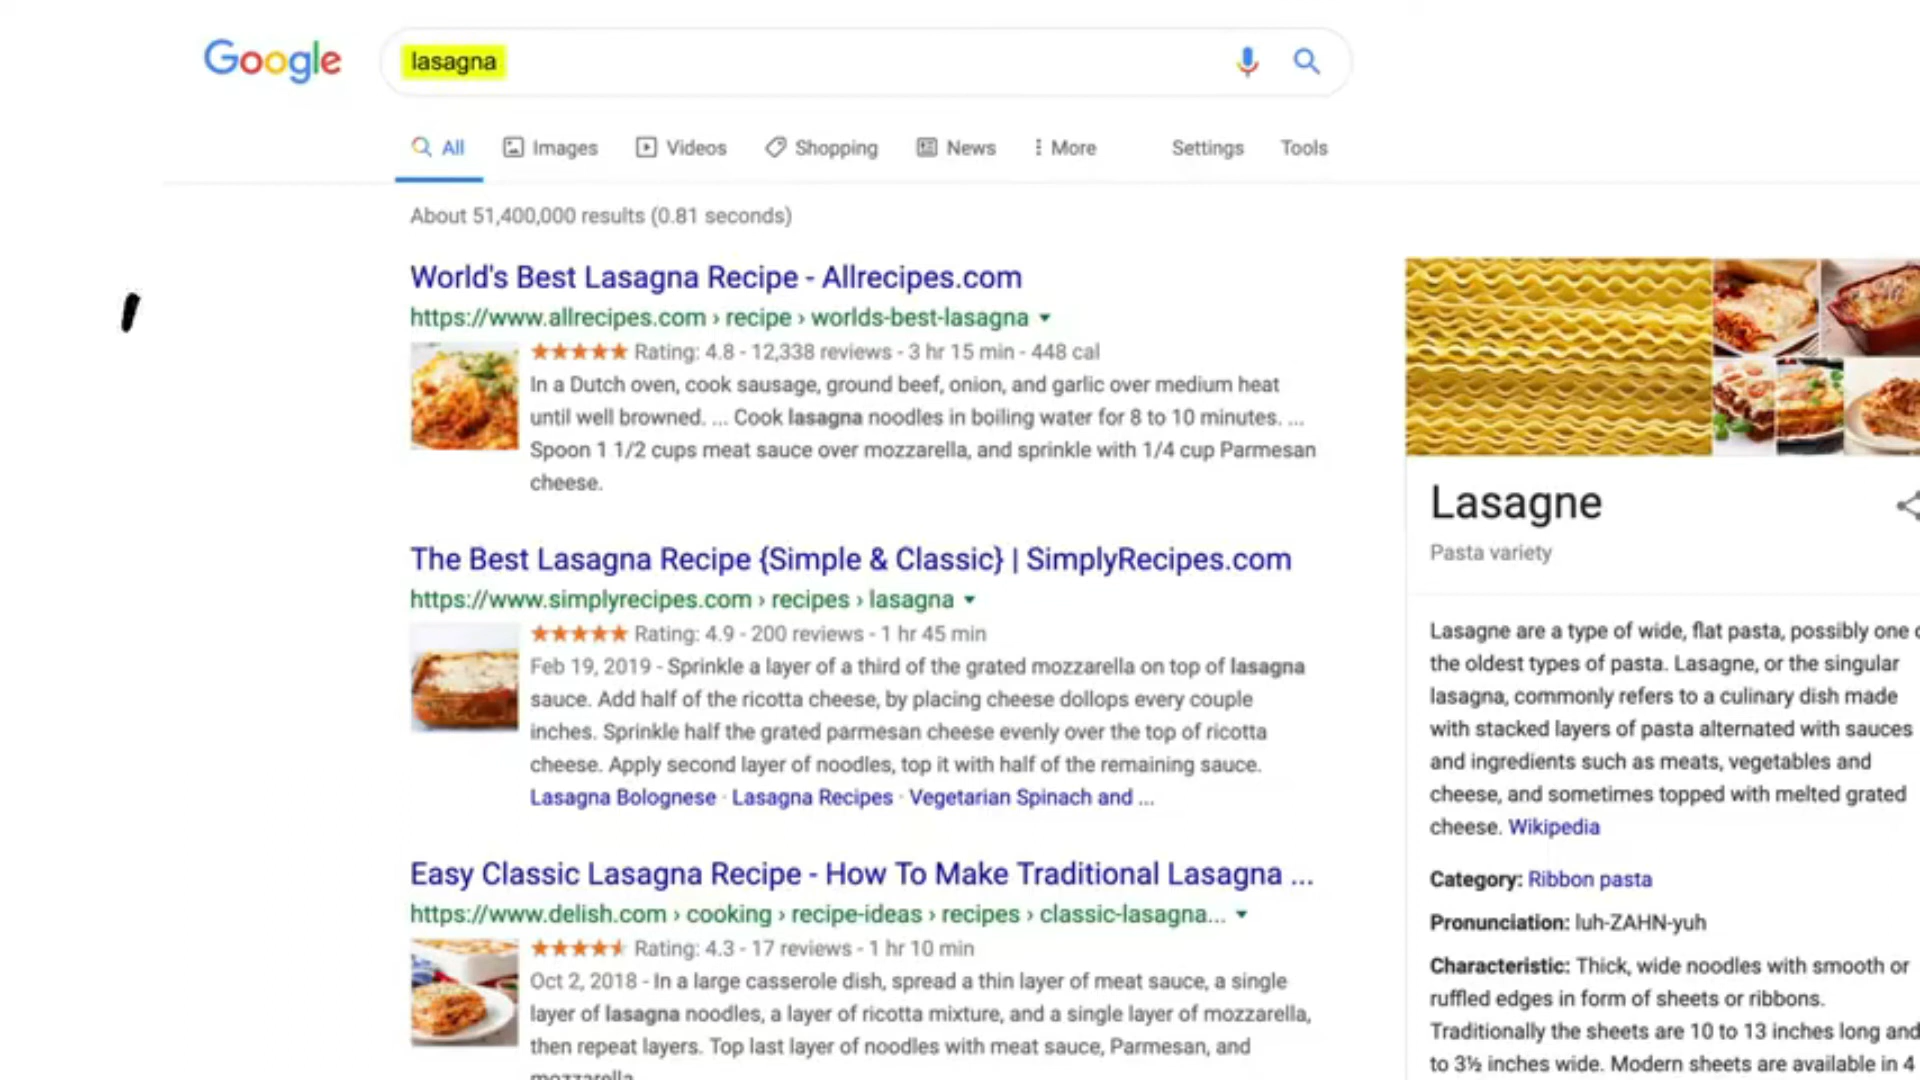 Google
lasagna
All Images Videos Shopping News More Settings Tools
About 51,400,000 results (0.81 seconds)
World's Best Lasagna Recipe - Allrecipes.com
https://www.allrecipes.com › recipe › worlds-best-lasagna
Rating: 4.8 - 12,338 reviews - 3 hr 15 min - 448 cal
In a Dutch oven, cook sausage, ground beef, onion, and garlic over medium heat
until well browned. ... Cook lasagna noodles in boiling water for 8 to 10 minutes. ...
Spoon 1 1/2 cups meat sauce over mozzarella, and sprinkle with 1/4 cup Parmesan
cheese.
The Best Lasagna Recipe {Simple & Classic} | SimplyRecipes.com
https://www.simplyrecipes.com › recipes › lasagna
Rating: 4.9 - 200 reviews - 1 hr 45 min
Feb 19, 2019 - Sprinkle a layer of a third of the grated mozzarella on top of lasagna
sauce. Add half of the ricotta cheese, by placing cheese dollops every couple
inches. Sprinkle half the grated parmesan cheese evenly over the top of ricotta
cheese. Apply second layer of noodles, top it with half of the remaining sauce.
Lasagna Bolognese · Lasagna Recipes · Vegetarian Spinach and ...
Easy Classic Lasagna Recipe - How To Make Traditional Lasagna ...
https://www.delish.com › cooking › recipe-ideas › recipes › classic-lasagna...
Rating: 4.3 - 17 reviews - 1 hr 10 min
Oct 2, 2018 - In a large casserole dish, spread a thin layer of meat sauce, a single
layer of lasagna noodles, a layer of ricotta mixture, and a single layer of mozzarella,
then repeat layers. Top last layer of noodles with meat sauce, Parmesan, and
mozzarella.
Lasagne
Pasta variety
Lasagne are a type of wide, flat pasta, possibly one
the oldest types of pasta. Lasagne, or the singular
lasagna, commonly refers to a culinary dish made
with stacked layers of pasta alternated with sauces
and ingredients such as meats, vegetables and
cheese, and sometimes topped with melted grated
cheese. Wikipedia
Category: Ribbon pasta
Pronunciation: luh-ZAHN-yuh
Characteristic: Thick, wide noodles with smooth or
ruffled edges in form of sheets or ribbons.
Traditionally the sheets are 10 to 13 inches long and
to 3½ inches wide. Modern sheets are available in 4